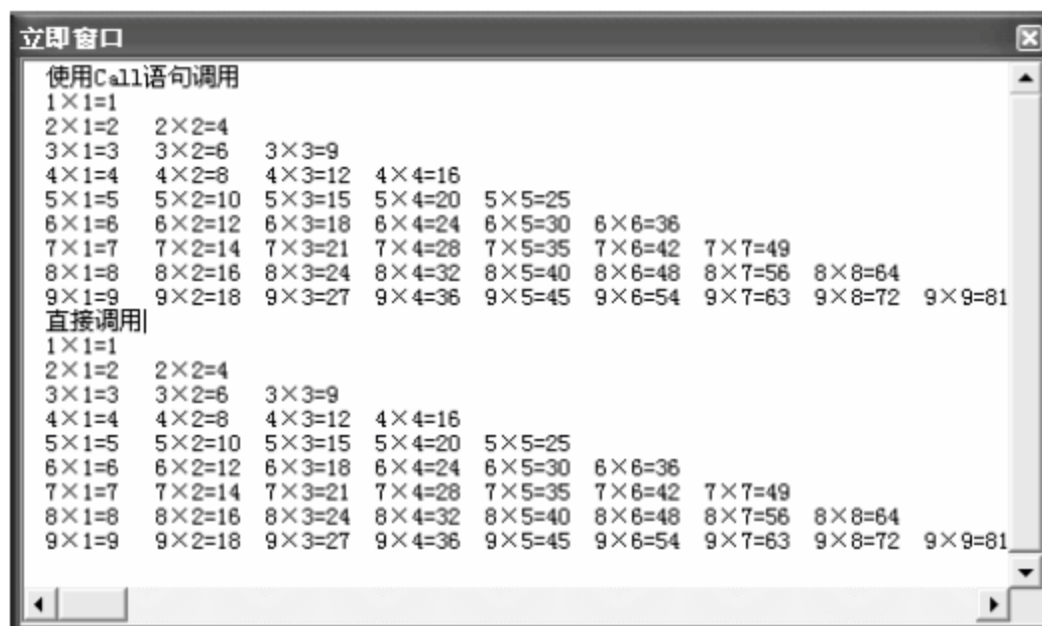 立即窗口
使用Call语句调用
1×1=1
2×1=2 2×2=4
3×1=3 3×2=6 3×3=9
4×1=4 4×2=8 4×3=12 4×4=16
5×1=5 5×2=10 5×3=15 5×4=20 5×5=25
6×1=6 6×2=12 6×3=18 6×4=24 6×5=30 6×6=36
7×1=7 7×2=14 7×3=21 7×4=28 7×5=35 7×6=42 7×7=49
8×1=8 8×2=16 8×3=24 8×4=32 8×5=40 8×6=48 8×7=56 8×8=64
9×1=9 9×2=18 9×3=27 9×4=36 9×5=45 9×6=54 9×7=63 9×8=72 9×9=81
直接调用
1×1=1
2×1=2 2×2=4
3×1=3 3×2=6 3×3=9
4×1=4 4×2=8 4×3=12 4×4=16
5×1=5 5×2=10 5×3=15 5×4=20 5×5=25
6×1=6 6×2=12 6×3=18 6×4=24 6×5=30 6×6=36
7×1=7 7×2=14 7×3=21 7×4=28 7×5=35 7×6=42 7×7=49
8×1=8 8×2=16 8×3=24 8×4=32 8×5=40 8×6=48 8×7=56 8×8=64
9×1=9 9×2=18 9×3=27 9×4=36 9×5=45 9×6=54 9×7=63 9×8=72 9×9=81